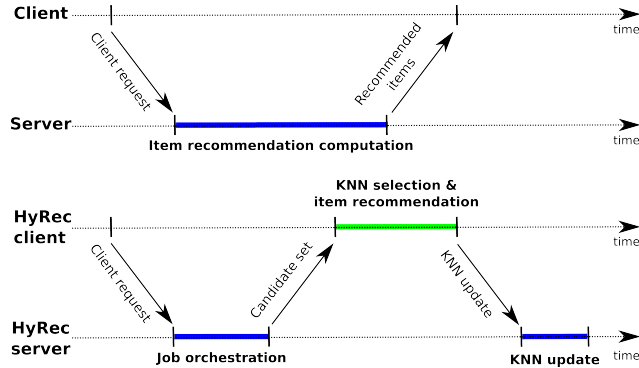 Client
time
Client request
Recommended
items
Server
time
Item recommendation computation
KNN selection &
item recommendation
HyRec
client
time
Client request
Candidate set
KNN update
HyRec
server
time
Job orchestration
KNN update